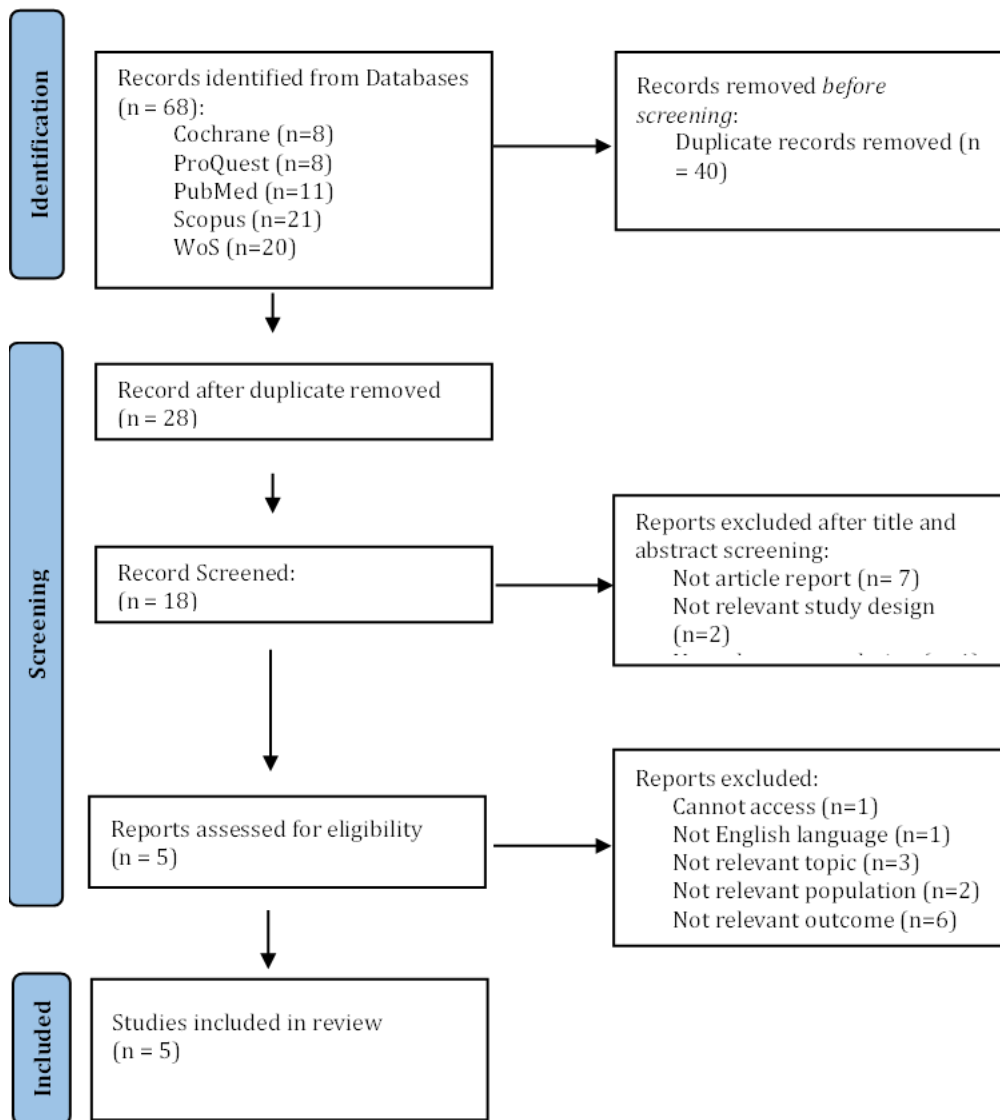 Identification
Records identified from Databases
(n = 68):
Cochrane (n=8)
ProQuest (n=8)
PubMed (n=11)
Scopus (n=21)
WoS (n=20)
Records removed before
screening:
Duplicate records removed (n
= 40)
Screening
Record after duplicate removed
(n = 28)
Record Screened:
(n = 18)
Reports excluded after title and
abstract screening:
Not article report (n= 7)
Not relevant study design
(n=2)
Reports assessed for eligibility
(n = 5)
Reports excluded:
Cannot access (n=1)
Not English language (n=1)
Not relevant topic (n=3)
Not relevant population (n=2)
Not relevant outcome (n=6)
Included
Studies included in review
(n = 5)